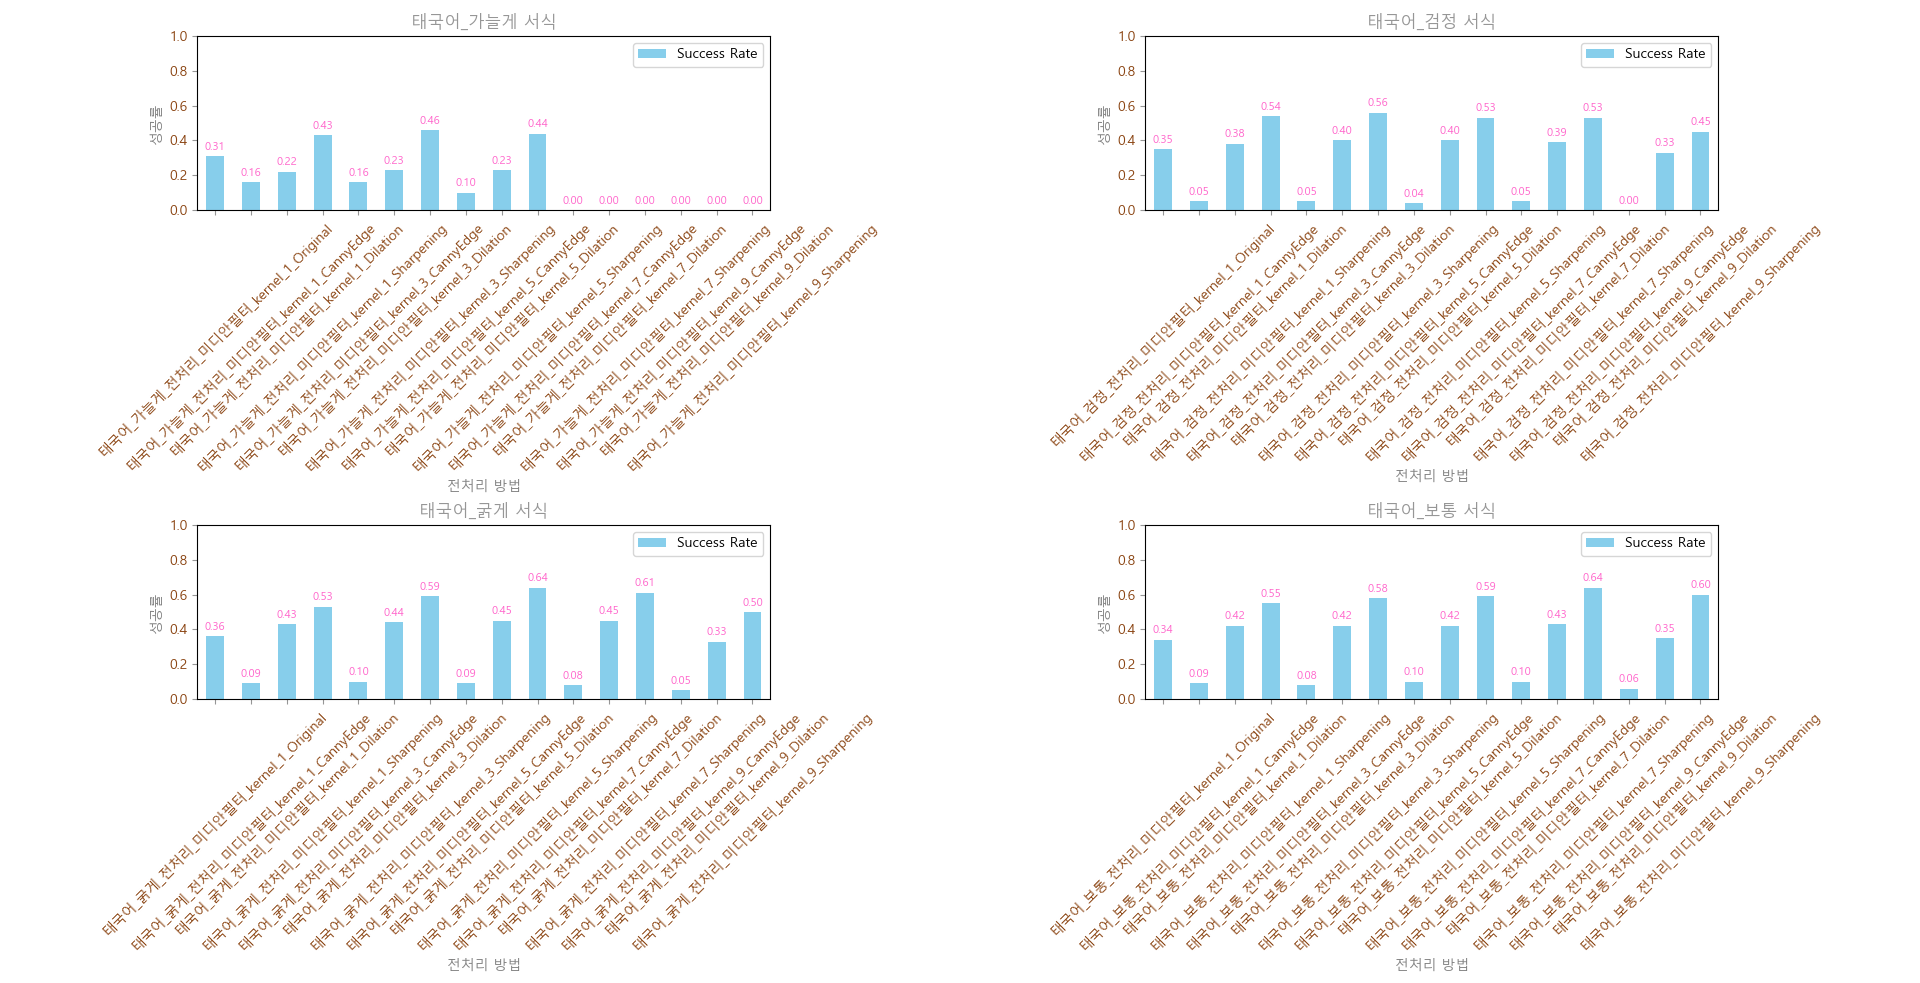 태국어_가늘게 서식
1.0
0.8
0.6
0.4
0.2
0.0
성공률
Success Rate
0.31
0.16
0.22
0.43
0.16
0.23
0.46
0.10
0.23
0.44
0.00
0.00
0.00
0.00
0.00
0.00
태국어_가늘게_전처리_미디안필터_kernel_1_Original
태국어_가늘게_전처리_미디안필터_kernel_1_CannyEdge
태국어_가늘게_전처리_미디안필터_kernel_1_Dilation
태국어_가늘게_전처리_미디안필터_kernel_1_Sharpening
태국어_가늘게_전처리_미디안필터_kernel_3_CannyEdge
태국어_가늘게_전처리_미디안필터_kernel_3_Dilation
태국어_가늘게_전처리_미디안필터_kernel_3_Sharpening
태국어_가늘게_전처리_미디안필터_kernel_5_CannyEdge
태국어_가늘게_전처리_미디안필터_kernel_5_Dilation
태국어_가늘게_전처리_미디안필터_kernel_5_Sharpening
태국어_가늘게_전처리_미디안필터_kernel_7_CannyEdge
태국어_가늘게_전처리_미디안필터_kernel_7_Dilation
태국어_가늘게_전처리_미디안필터_kernel_7_Sharpening
태국어_가늘게_전처리_미디안필터_kernel_9_CannyEdge
태국어_가늘게_전처리_미디안필터_kernel_9_Dilation
태국어_가늘게_전처리_미디안필터_kernel_9_Sharpening
전처리 방법
태국어_검정 서식
1.0
0.8
0.6
0.4
0.2
0.0
성공률
Success Rate
0.35
0.05
0.38
0.54
0.05
0.40
0.56
0.04
0.40
0.53
0.05
0.39
0.53
0.00
0.33
0.45
태국어_검정_전처리_미디안필터_kernel_1_Original
태국어_검정_전처리_미디안필터_kernel_1_CannyEdge
태국어_검정_전처리_미디안필터_kernel_1_Dilation
태국어_검정_전처리_미디안필터_kernel_1_Sharpening
태국어_검정_전처리_미디안필터_kernel_3_CannyEdge
태국어_검정_전처리_미디안필터_kernel_3_Dilation
태국어_검정_전처리_미디안필터_kernel_3_Sharpening
태국어_검정_전처리_미디안필터_kernel_5_CannyEdge
태국어_검정_전처리_미디안필터_kernel_5_Dilation
태국어_검정_전처리_미디안필터_kernel_5_Sharpening
태국어_검정_전처리_미디안필터_kernel_7_CannyEdge
태국어_검정_전처리_미디안필터_kernel_7_Dilation
태국어_검정_전처리_미디안필터_kernel_7_Sharpening
태국어_검정_전처리_미디안필터_kernel_9_CannyEdge
태국어_검정_전처리_미디안필터_kernel_9_Dilation
태국어_검정_전처리_미디안필터_kernel_9_Sharpening
전처리 방법
태국어_굵게 서식
1.0
0.8
0.6
0.4
0.2
0.0
성공률
Success Rate
0.36
0.09
0.43
0.53
0.10
0.44
0.59
0.09
0.45
0.64
0.08
0.45
0.61
0.05
0.33
0.50
태국어_굵게_전처리_미디안필터_kernel_1_Original
태국어_굵게_전처리_미디안필터_kernel_1_CannyEdge
태국어_굵게_전처리_미디안필터_kernel_1_Dilation
태국어_굵게_전처리_미디안필터_kernel_1_Sharpening
태국어_굵게_전처리_미디안필터_kernel_3_CannyEdge
태국어_굵게_전처리_미디안필터_kernel_3_Dilation
태국어_굵게_전처리_미디안필터_kernel_3_Sharpening
태국어_굵게_전처리_미디안필터_kernel_5_CannyEdge
태국어_굵게_전처리_미디안필터_kernel_5_Dilation
태국어_굵게_전처리_미디안필터_kernel_5_Sharpening
태국어_굵게_전처리_미디안필터_kernel_7_CannyEdge
태국어_굵게_전처리_미디안필터_kernel_7_Dilation
태국어_굵게_전처리_미디안필터_kernel_7_Sharpening
태국어_굵게_전처리_미디안필터_kernel_9_CannyEdge
태국어_굵게_전처리_미디안필터_kernel_9_Dilation
태국어_굵게_전처리_미디안필터_kernel_9_Sharpening
전처리 방법
태국어_보통 서식
1.0
0.8
0.6
0.4
0.2
0.0
성공률
Success Rate
0.34
0.09
0.42
0.55
0.08
0.42
0.58
0.10
0.42
0.59
0.10
0.43
0.64
0.06
0.35
0.60
태국어_보통_전처리_미디안필터_kernel_1_Original
태국어_보통_전처리_미디안필터_kernel_1_CannyEdge
태국어_보통_전처리_미디안필터_kernel_1_Dilation
태국어_보통_전처리_미디안필터_kernel_1_Sharpening
태국어_보통_전처리_미디안필터_kernel_3_CannyEdge
태국어_보통_전처리_미디안필터_kernel_3_Dilation
태국어_보통_전처리_미디안필터_kernel_3_Sharpening
태국어_보통_전처리_미디안필터_kernel_5_CannyEdge
태국어_보통_전처리_미디안필터_kernel_5_Dilation
태국어_보통_전처리_미디안필터_kernel_5_Sharpening
태국어_보통_전처리_미디안필터_kernel_7_CannyEdge
태국어_보통_전처리_미디안필터_kernel_7_Dilation
태국어_보통_전처리_미디안필터_kernel_7_Sharpening
태국어_보통_전처리_미디안필터_kernel_9_CannyEdge
태국어_보통_전처리_미디안필터_kernel_9_Dilation
태국어_보통_전처리_미디안필터_kernel_9_Sharpening
전처리 방법